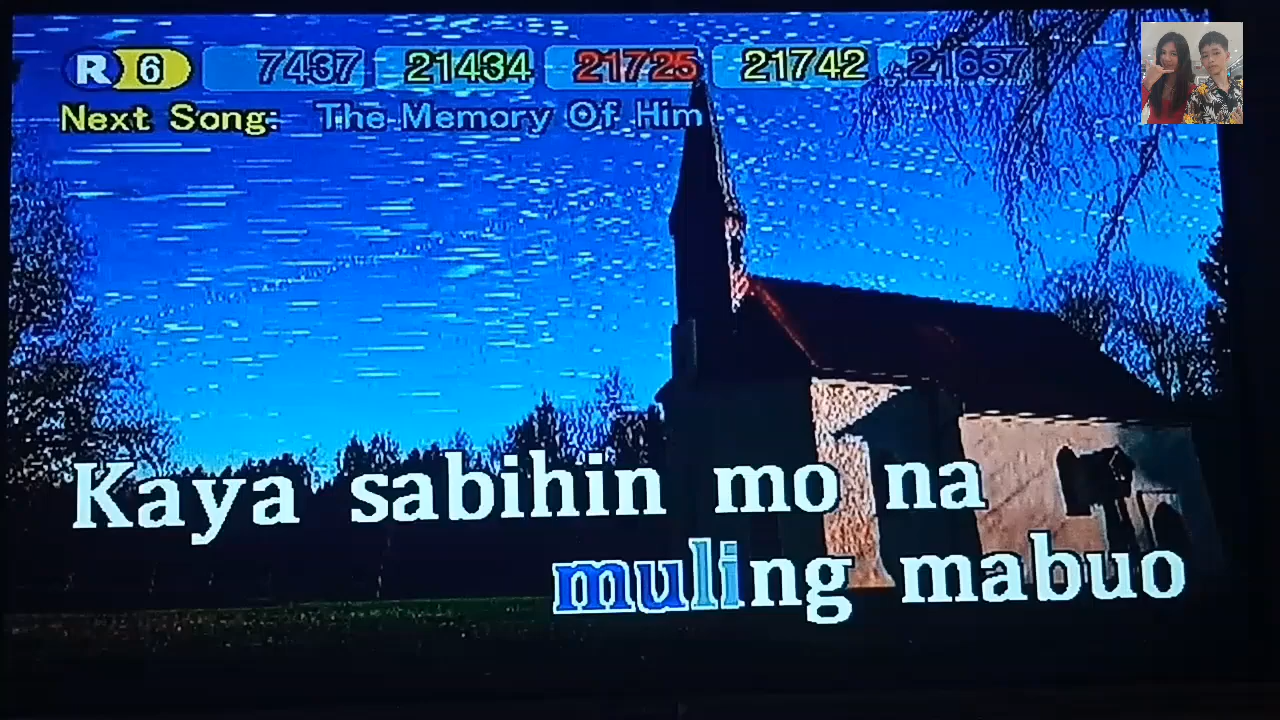 R 6 7437 21434 21725 21742 21657
Next Song: The Memory Of Him
Kaya sabihin mo na
muling mabuo